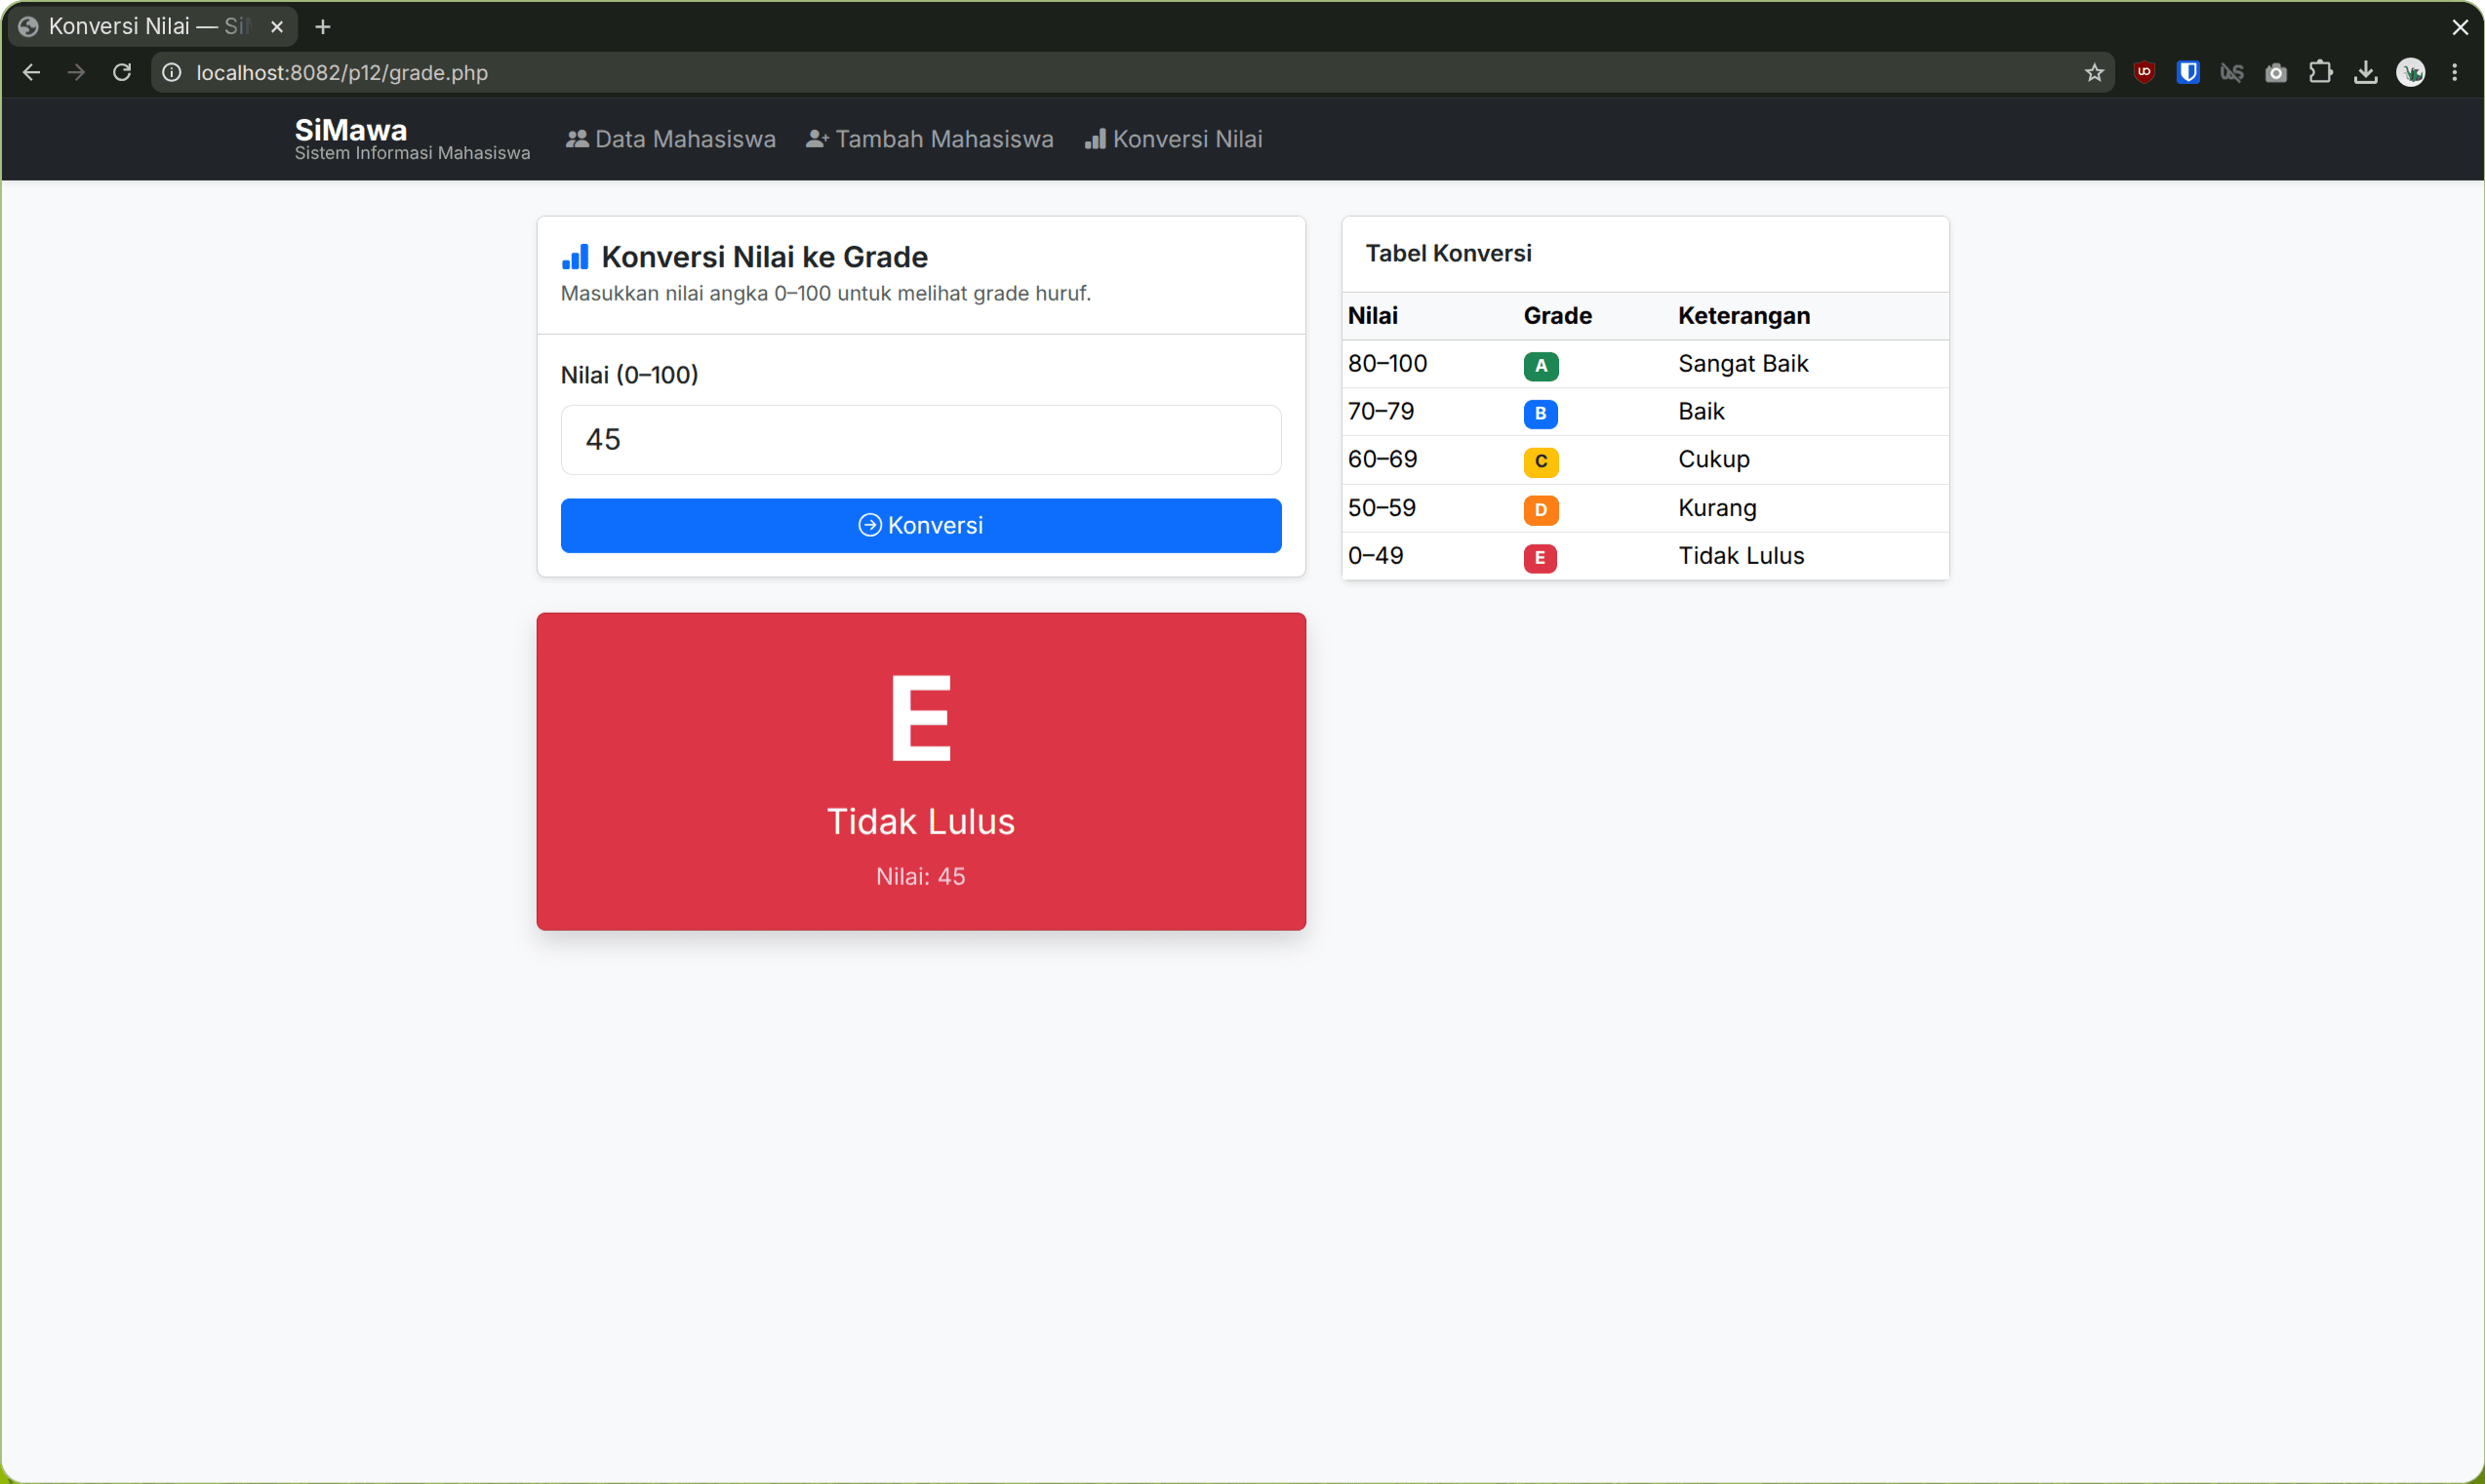 Konversi Nilai — Si
localhost:8082/p12/grade.php
SiMawa
Sistem Informasi Mahasiswa
Data Mahasiswa
Tambah Mahasiswa
Konversi Nilai
Konversi Nilai ke Grade
Masukkan nilai angka 0–100 untuk melihat grade huruf.
Nilai (0–100)
45
Konversi
Tabel Konversi
Nilai Grade Keterangan
80–100 A Sangat Baik
70–79 B Baik
60–69 C Cukup
50–59 D Kurang
0–49 E Tidak Lulus
E
Tidak Lulus
Nilai: 45